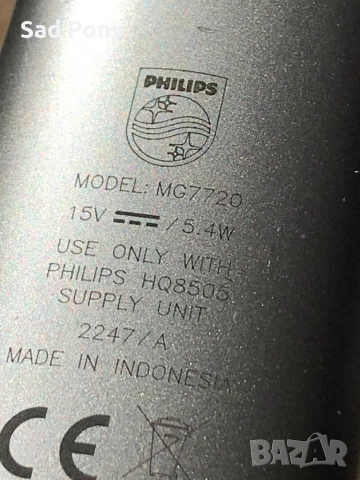 Sad Pony
PHILIPS
MODEL: MG7720
15V ⎓ / 5.4W
USE ONLY WITH
PHILIPS HQ8505
SUPPLY UNIT
2247/A
MADE IN INDONESIA
CE
BAZAR